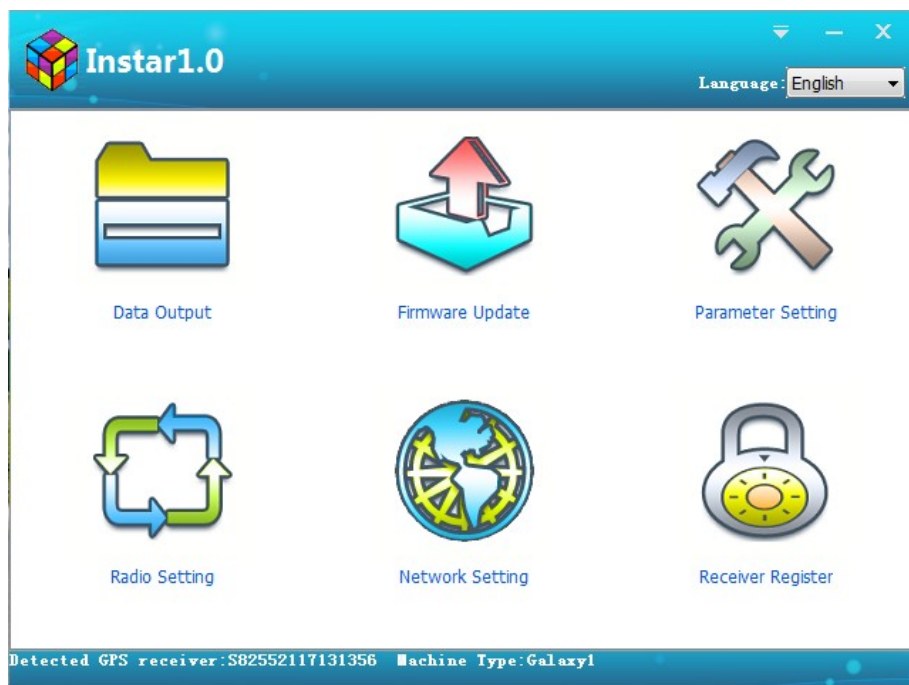 Instar1.0
Language: English
Data Output
Firmware Update
Parameter Setting
Radio Setting
Network Setting
Receiver Register
Detected GPS receiver:S82552117131356 Machine Type:Galaxy1